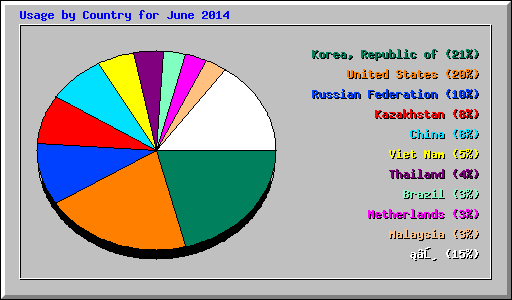 Usage by Country for June 2014
Korea, Republic of (21%)
United States (20%)
Russian Federation (10%)
Kazakhstan (8%)
China (8%)
Viet Nam (5%)
Thailand (4%)
Brazil (3%)
Netherlands (3%)
Malaysia (3%)
(15%)